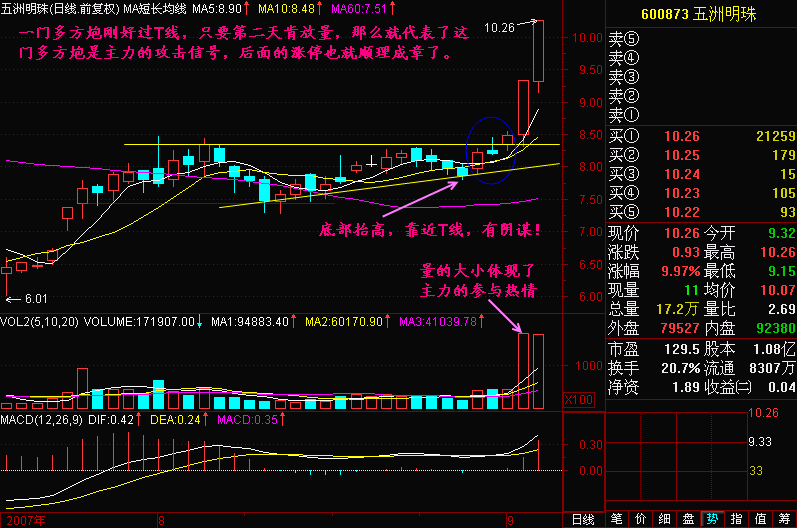 五洲明珠(日线.前复权) MA短长均线 MA5:8.90↑ MA10:8.48↑ MA60:7.51↑
一门多方炮刚好过T线，只要第二天肯放量，那么就代表了这
门多方炮是主力的攻击信号，后面的涨停也就顺理成章了。
10.26
10.00
9.50
9.00
8.50
8.00
7.50
7.00
6.50
6.00
底部抬高，靠近T线，有阴谋！
量的大小体现了
主力的参与热情
6.01
VOL2(5,10,20) VOLUME:171907.00↓ MA1:94883.40↑ MA2:60170.90↑ MA3:41039.78↑
1000
X100
MACD(12,26,9) DIF:0.42↑ DEA:0.24↑ MACD:0.35↑
0.30
0.00
2007年 8 9 日线
600873 五洲明珠
卖⑤
卖④
卖③
卖②
卖①
买① 10.26 21259
买② 10.25 179
买③ 10.24 15
买④ 10.23 105
买⑤ 10.22 93
现价 10.26 今开 9.32
涨跌 0.93 最高 10.26
涨幅 9.97% 最低 9.15
现量 11 均价 10.07
总量 17.2万 量比 2.69
外盘 79527 内盘 92380
市盈 129.5 股本 1.08亿
换手 20.7% 流通 8307万
净资 1.89 收益㈡ 0.04
10.26
9.33
33
笔 价 细 盘 势 指 值 筹